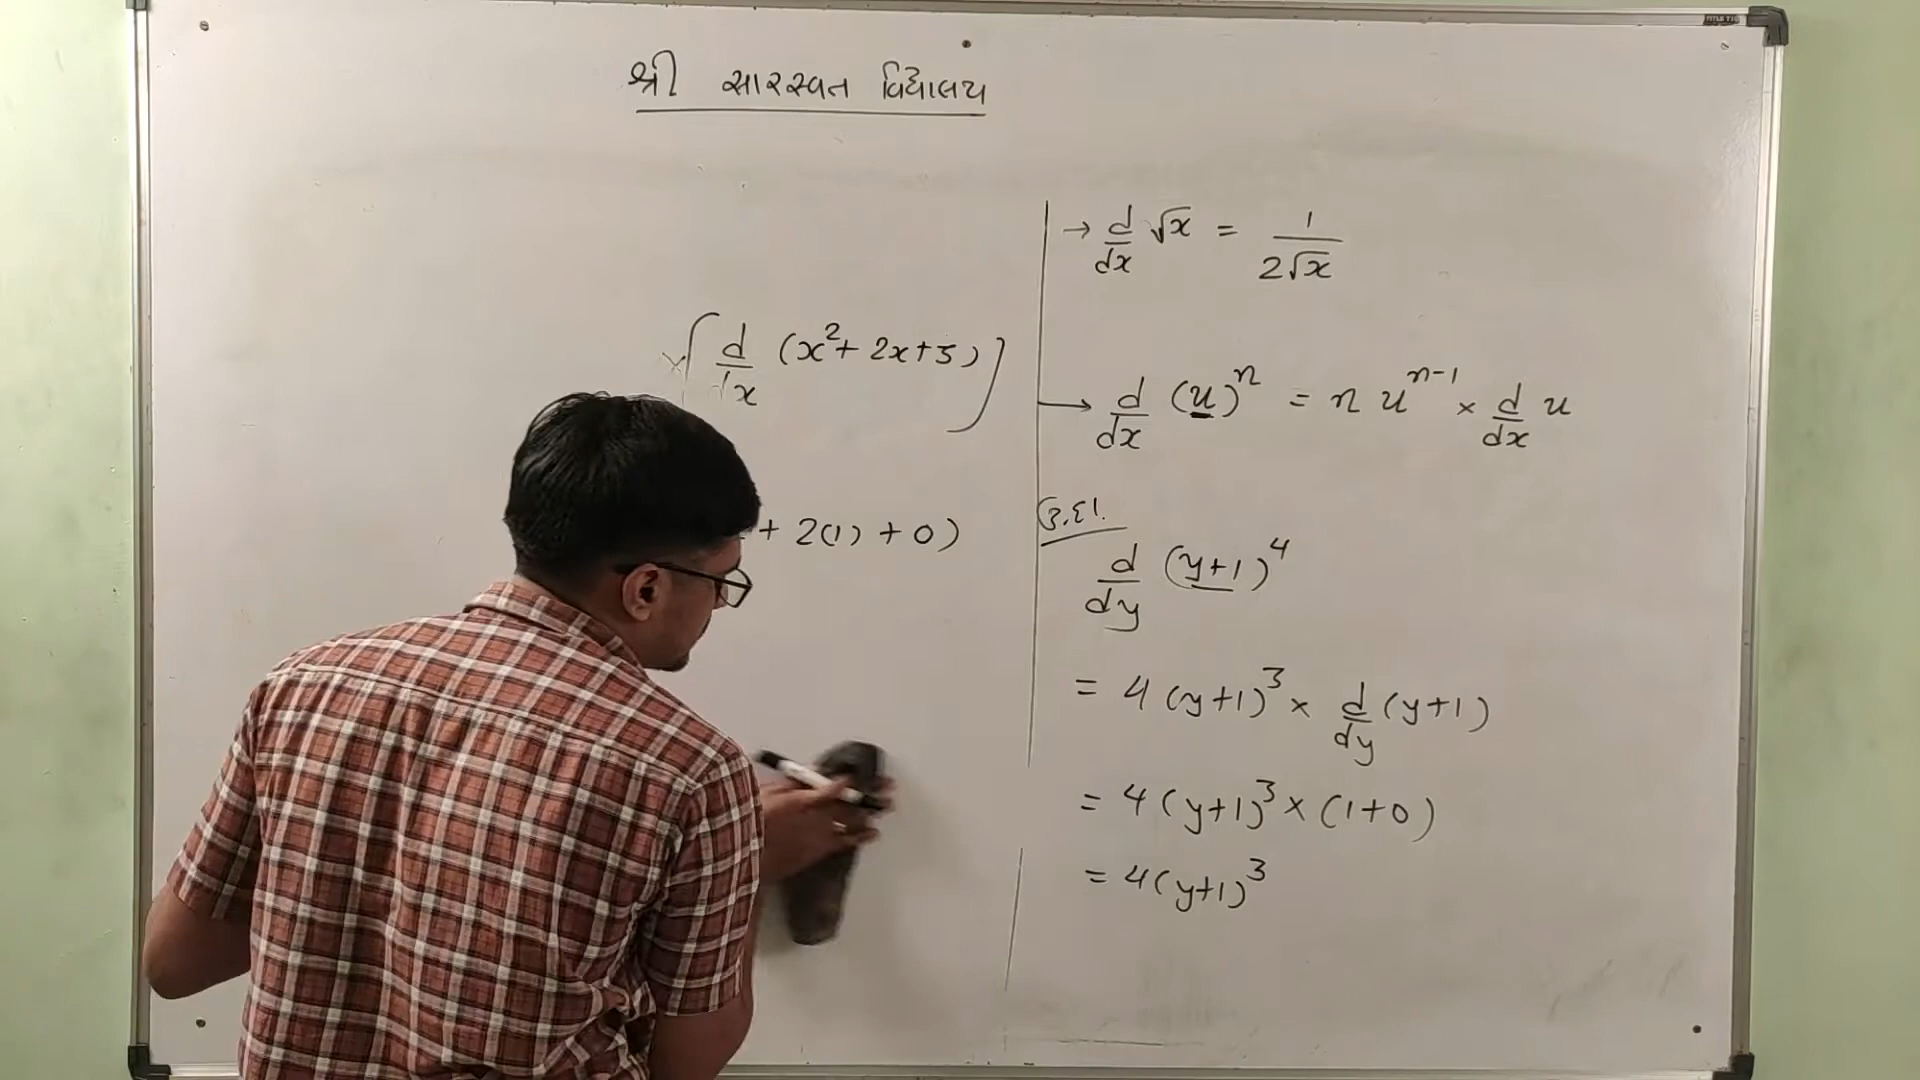 શ્રી સારસ્વત વિદ્યાલય
d/dx (x² + 2x + 5)
+ 2(1) + 0)
→ d/dx √x = 1/(2√x)
→ d/dx (u)ⁿ = n uⁿ⁻¹ × d/dx u
ઉ.દા.
d/dy (y+1)⁴
= 4 (y+1)³ × d/dy (y+1)
= 4 (y+1)³ × (1+0)
= 4 (y+1)³